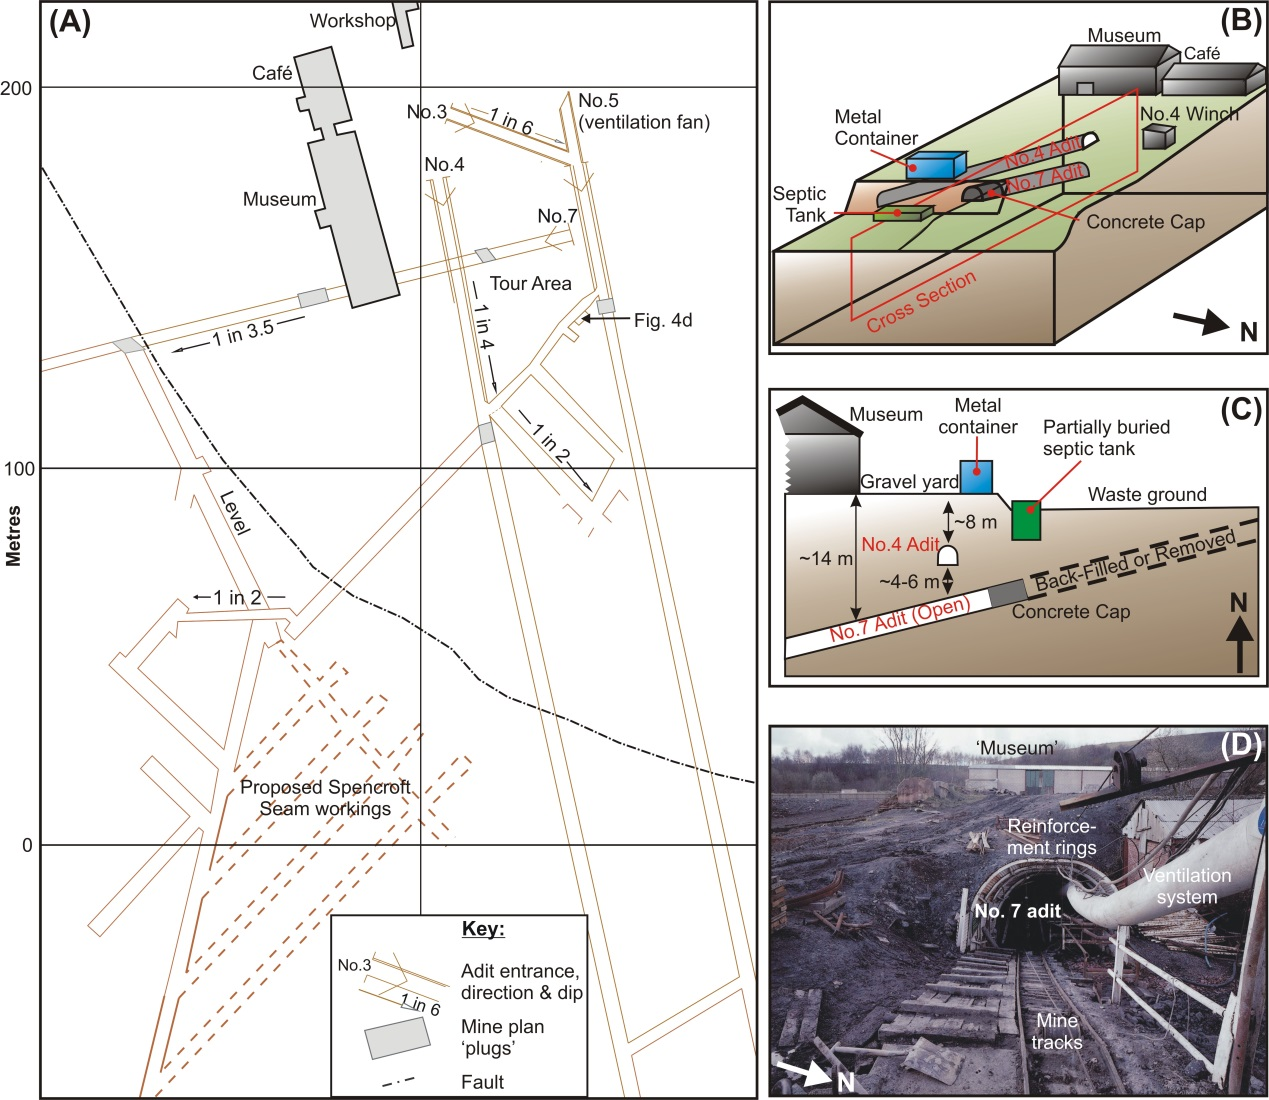 (A)
Workshop
Café
200
No.3
1 in 6
No.5
(ventilation fan)
No.4
Museum
No.7
Tour Area
1 in 3.5
1 in 4
Fig. 4d
1 in 2
100
Level
Metres
1 in 2
Proposed Spencroft
Seam workings
0
Key:
No.3
1 in 6
Adit entrance,
direction & dip
Mine plan
'plugs'
Fault
(B)
Museum
Café
Metal
Container
No.4 Winch
No.4 Adit
No.7 Adit
Septic
Tank
Concrete Cap
Cross Section
N
(C)
Museum
Metal
container
Partially buried
septic tank
Gravel yard
Waste ground
~8 m
No.4 Adit
~14 m
~4-6 m
Back-Filled or Removed
No.7 Adit (Open)
Concrete Cap
N
(D)
'Museum'
Reinforce-
ment rings
Ventilation
system
No. 7 adit
Mine
tracks
N